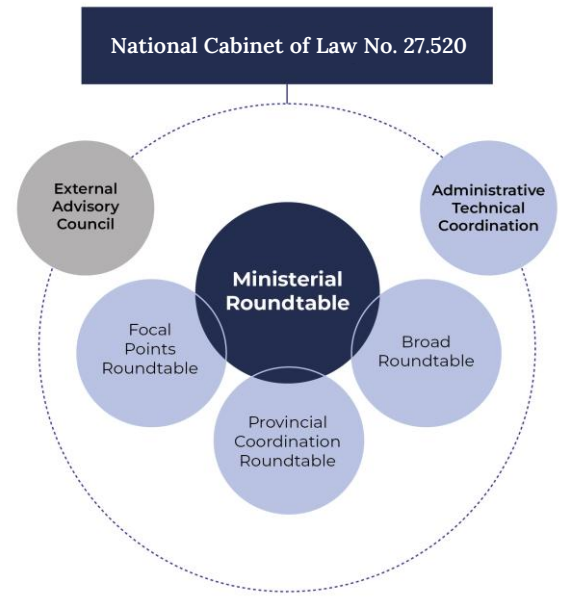 National Cabinet of Law No. 27.520
External
Advisory
Council
Administrative
Technical
Coordination
Ministerial
Roundtable
Focal
Points
Roundtable
Broad
Roundtable
Provincial
Coordination
Roundtable